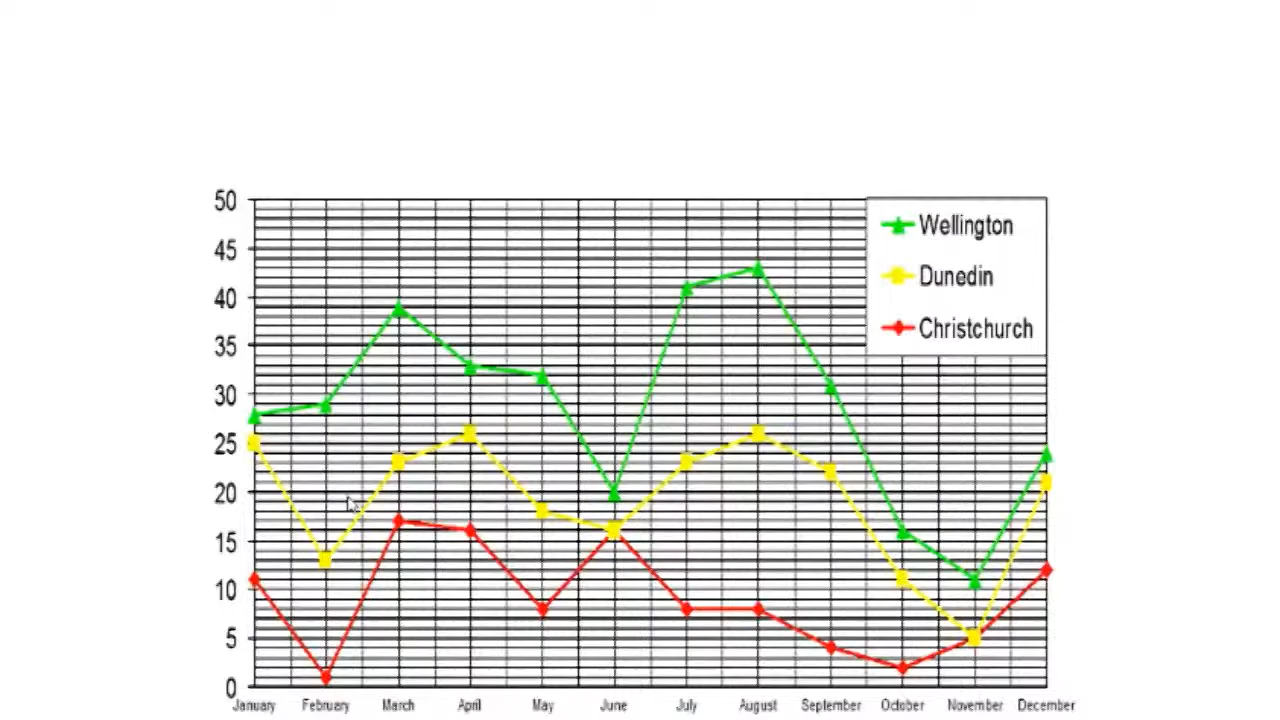 50
45
40
35
30
25
20
15
10
5
0
Wellington
Dunedin
Christchurch
January February March April May June July August September October November December